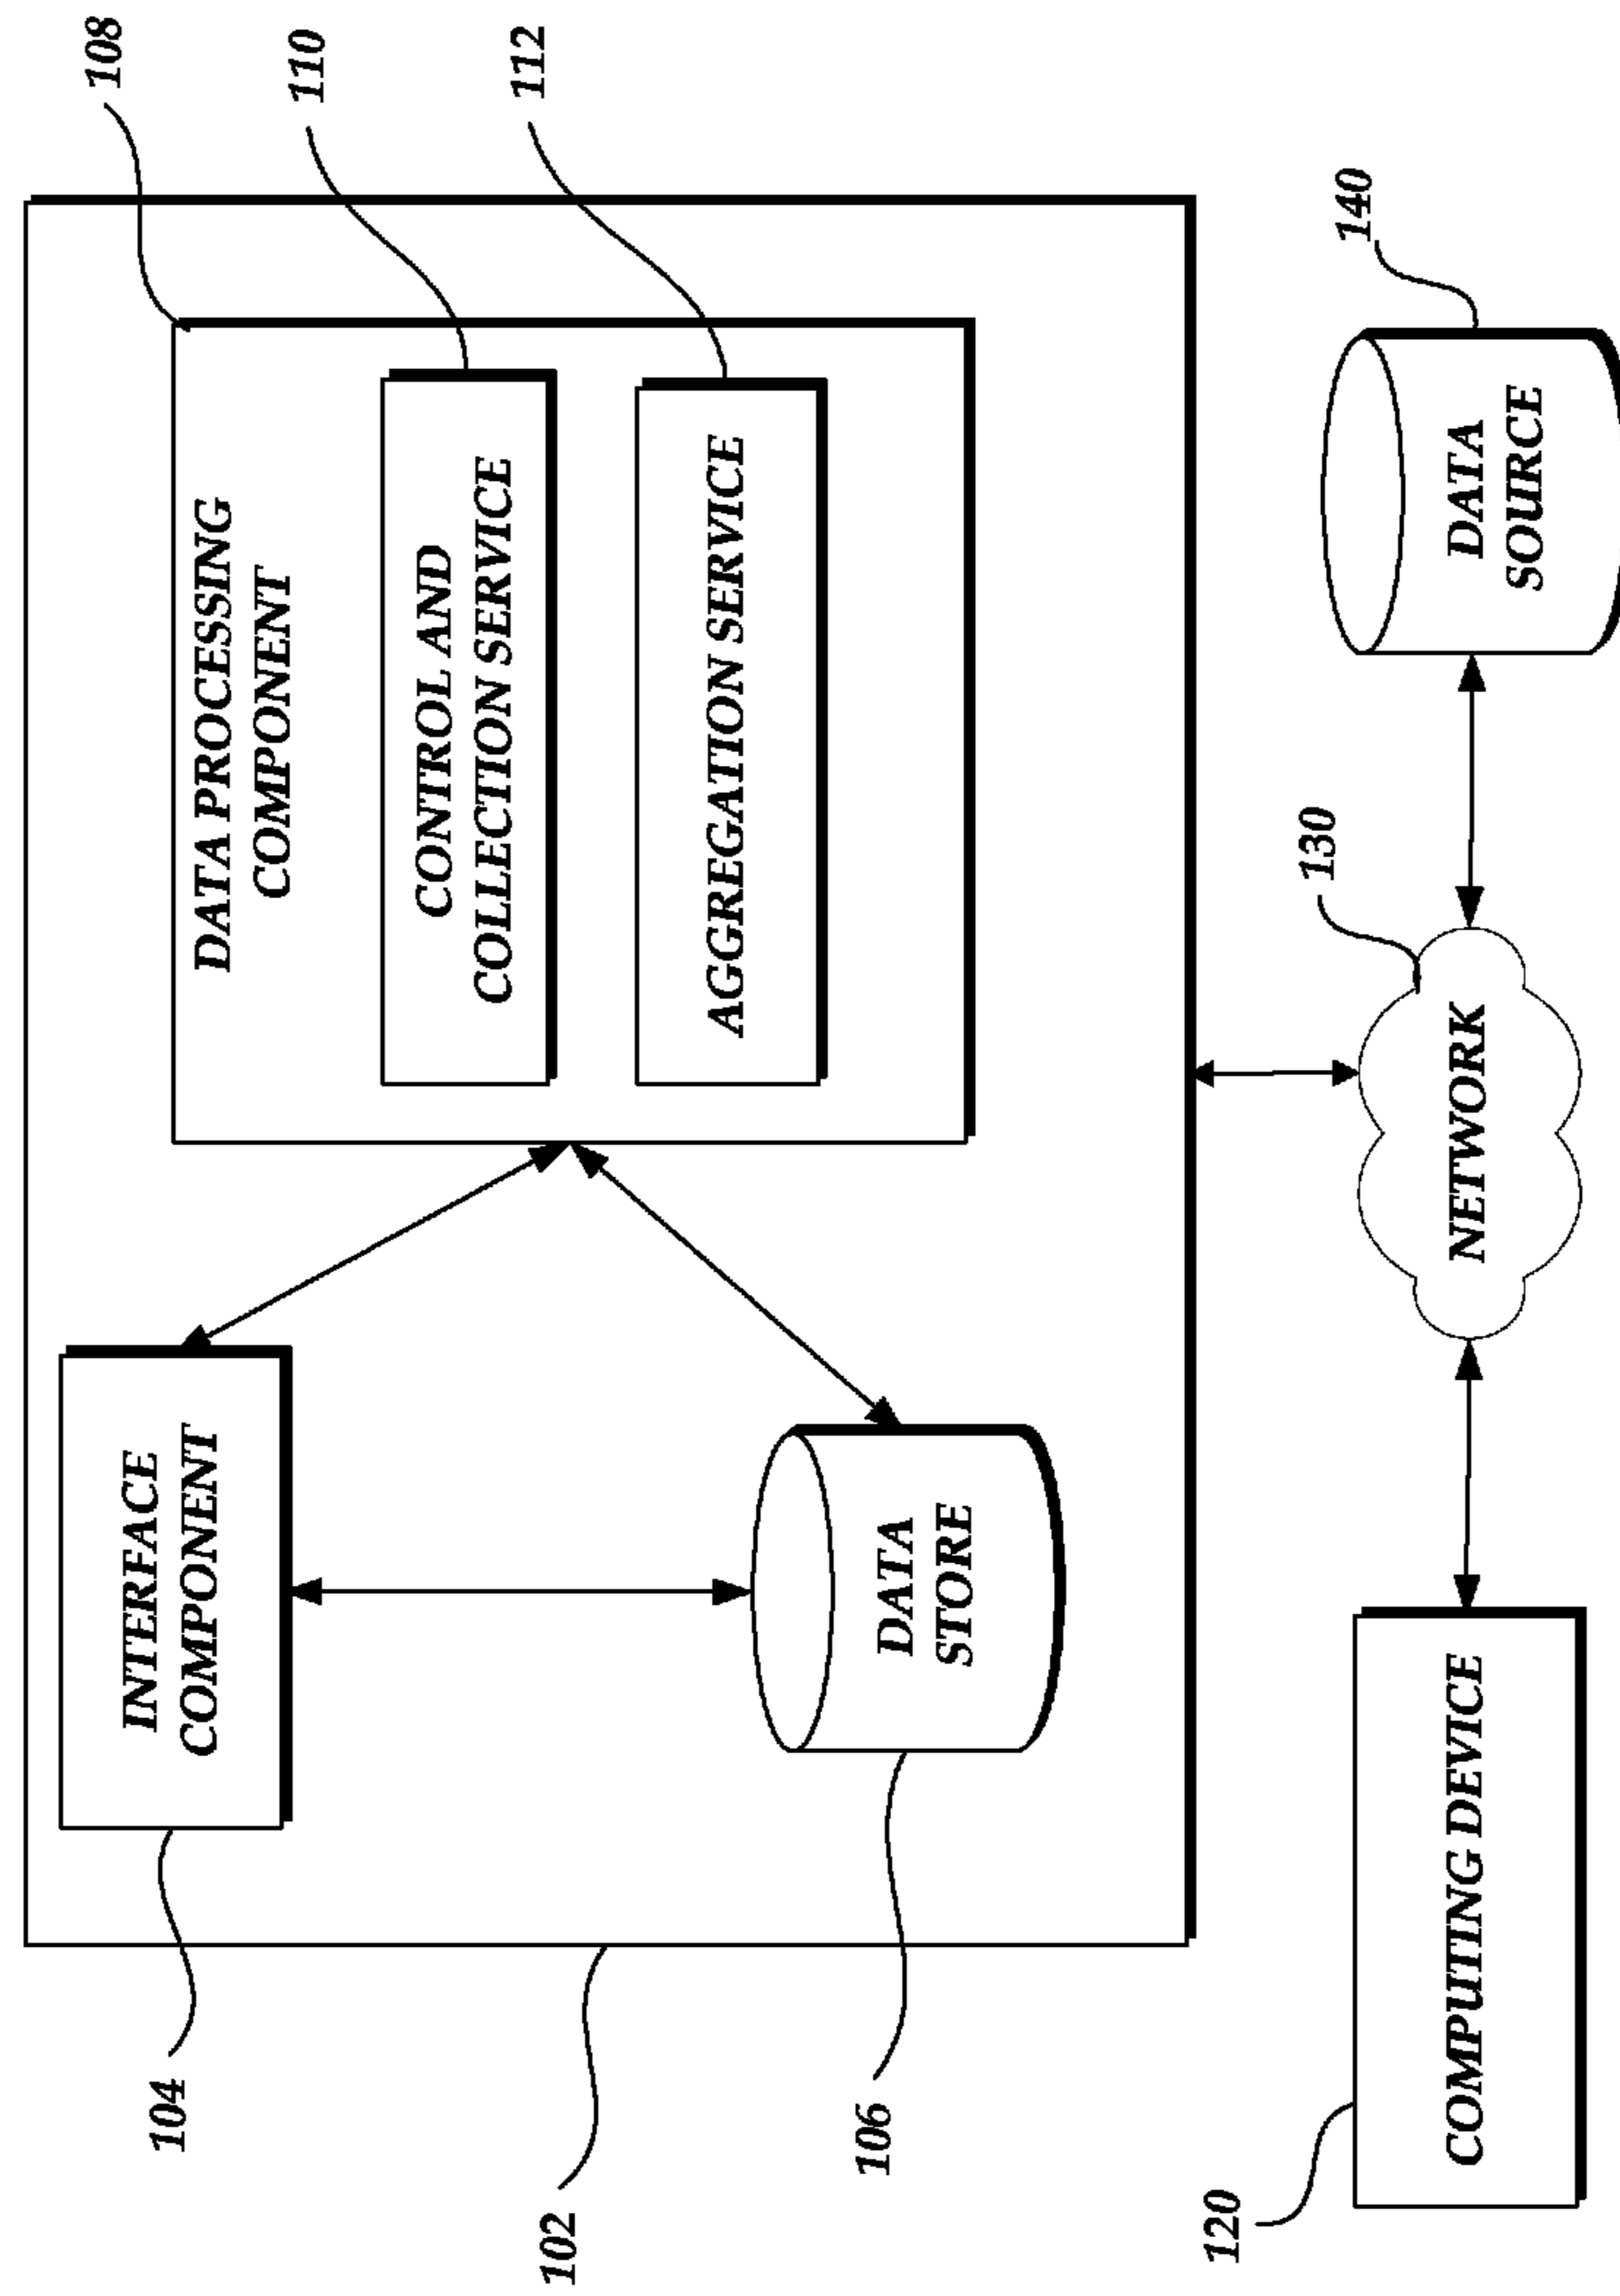 108
110
112
DATA PROCESSING
COMPONENT
CONTROL AND
COLLECTION SERVICE
AGGREGATION SERVICE
INTERFACE
COMPONENT
DATA
STORE
104
102
106
140
DATA
SOURCE
130
NETWORK
COMPUTING DEVICE
120